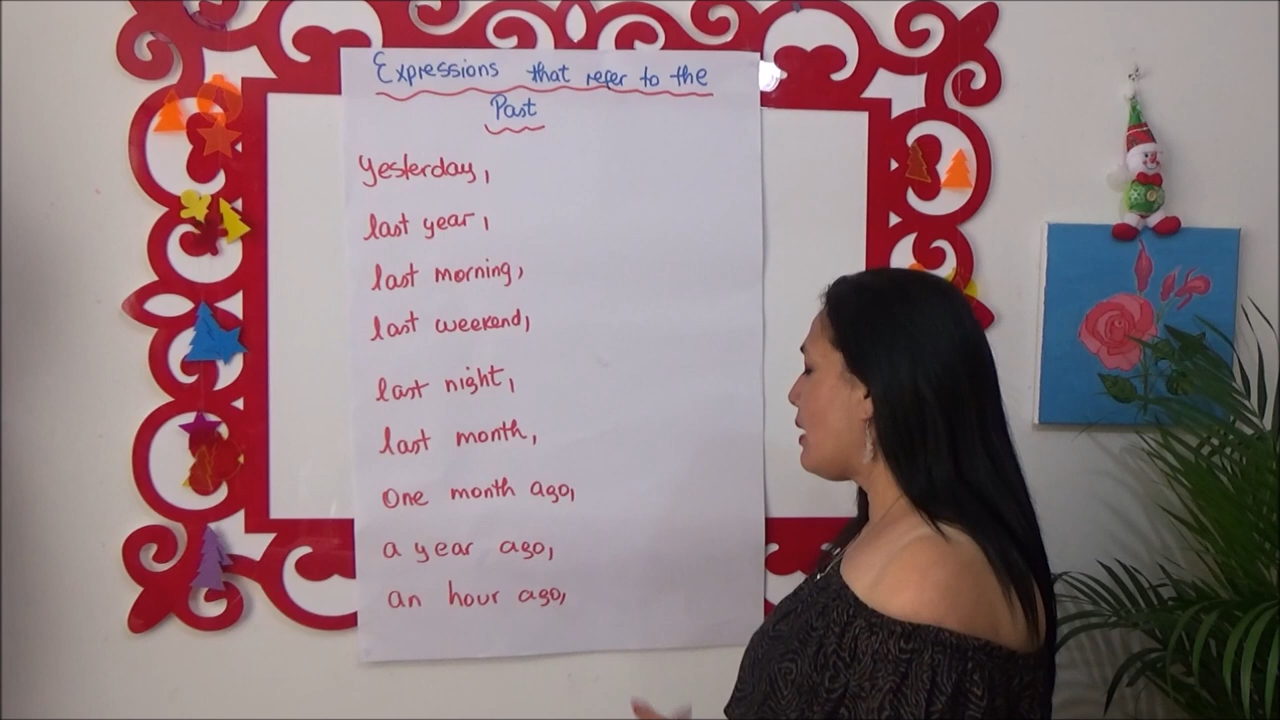 Expressions that refer to the
Past
Yesterday,
last year,
last morning,
last weekend,
last night,
last month,
One month ago,
a year ago,
an hour ago,